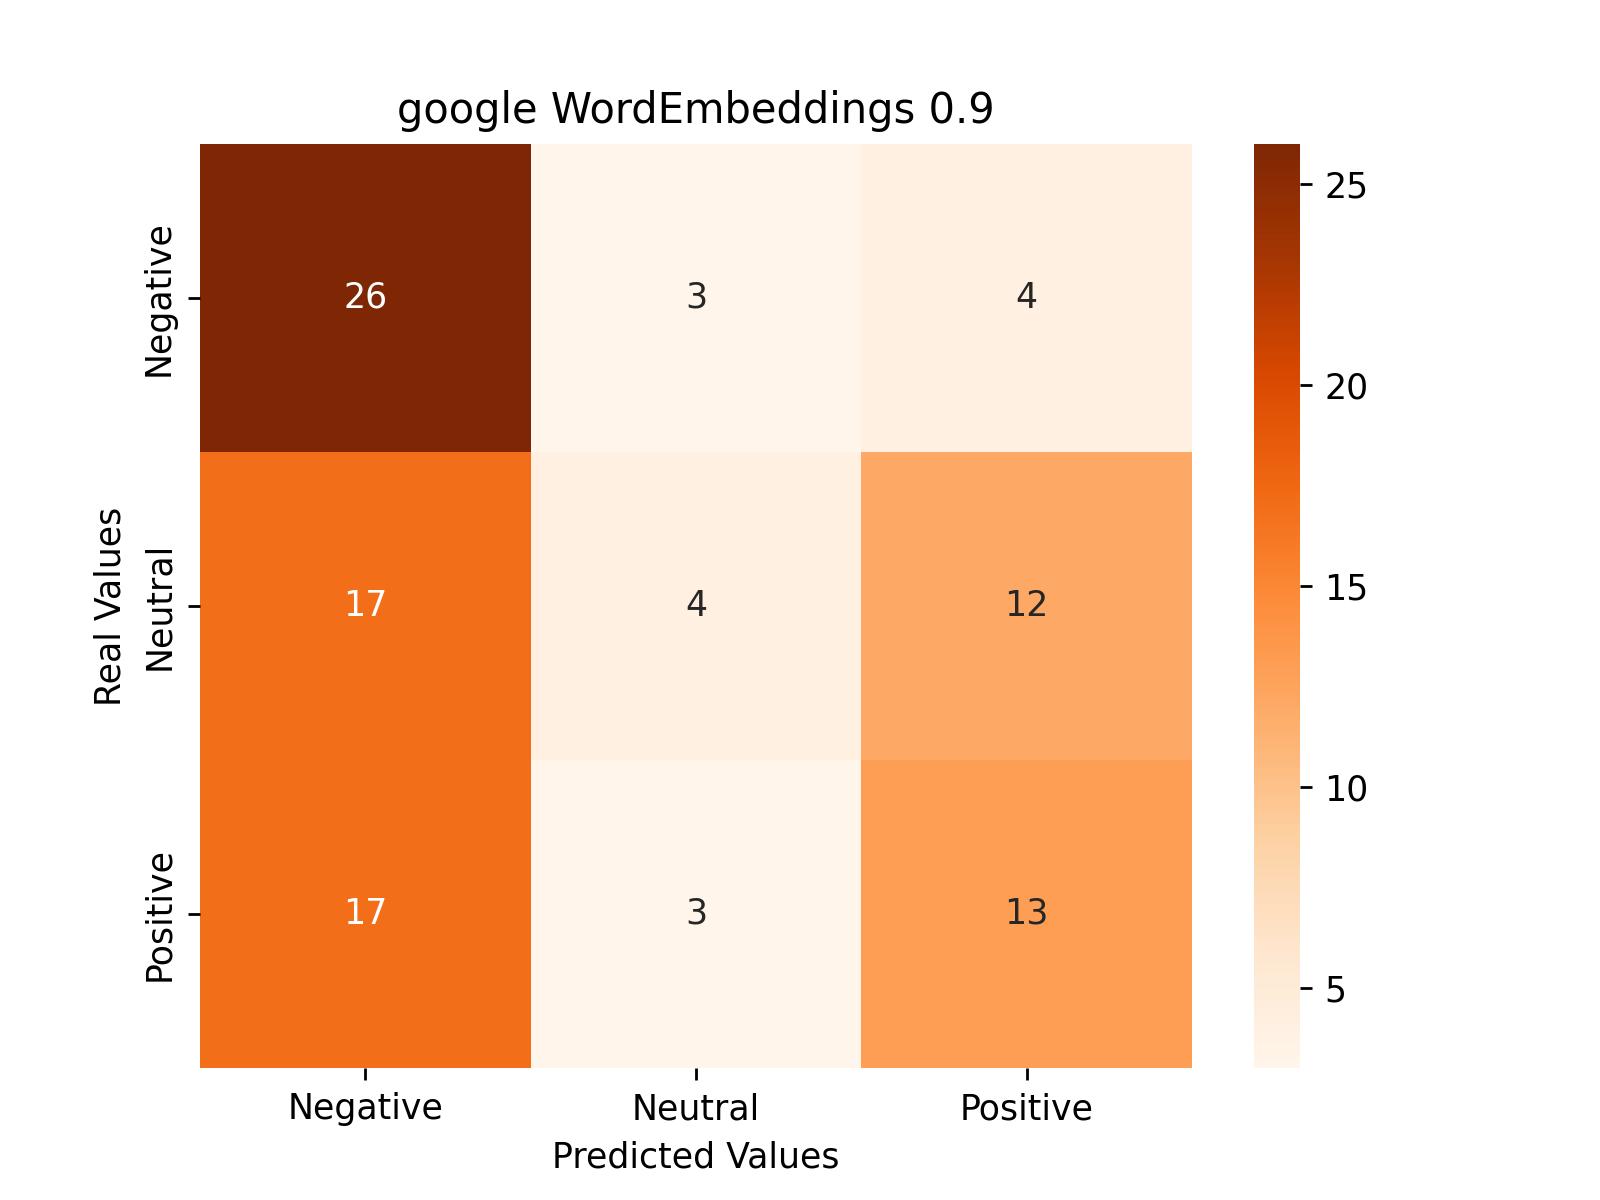 google WordEmbeddings 0.9
Real Values
Negative
26 3 4
Neutral
17 4 12
Positive
17 3 13
Negative Neutral Positive
Predicted Values
25
20
15
10
5